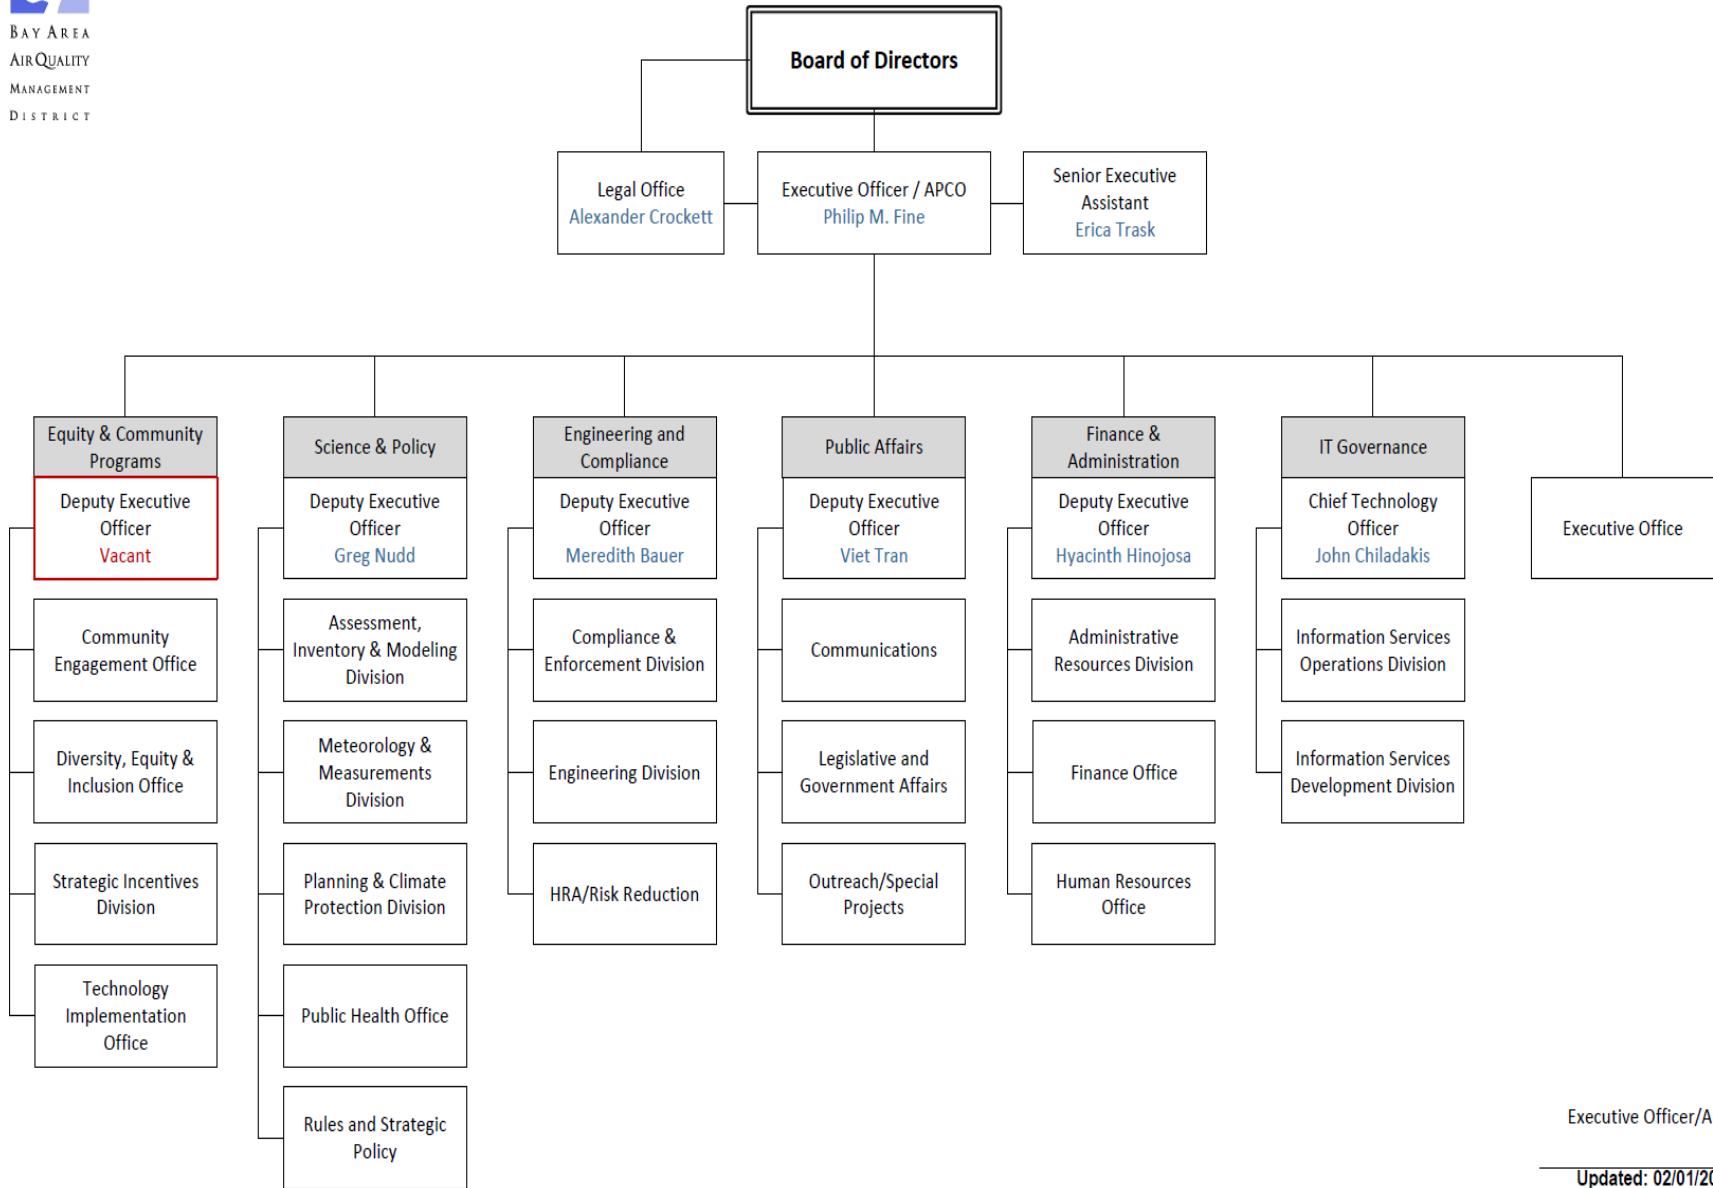 BAY AREA
AIR QUALITY
MANAGEMENT
DISTRICT
Board of Directors
Legal Office
Alexander Crockett
Executive Officer / APCO
Philip M. Fine
Senior Executive
Assistant
Erica Trask
Equity & Community
Programs
Deputy Executive
Officer
Vacant
Community
Engagement Office
Diversity, Equity &
Inclusion Office
Strategic Incentives
Division
Technology
Implementation
Office
Science & Policy
Deputy Executive
Officer
Greg Nudd
Assessment,
Inventory & Modeling
Division
Meteorology &
Measurements
Division
Planning & Climate
Protection Division
Public Health Office
Rules and Strategic
Policy
Engineering and
Compliance
Deputy Executive
Officer
Meredith Bauer
Compliance &
Enforcement Division
Engineering Division
HRA/Risk Reduction
Public Affairs
Deputy Executive
Officer
Viet Tran
Communications
Legislative and
Government Affairs
Outreach/Special
Projects
Finance &
Administration
Deputy Executive
Officer
Hyacinth Hinojosa
Administrative
Resources Division
Finance Office
Human Resources
Office
IT Governance
Chief Technology
Officer
John Chiladakis
Information Services
Operations Division
Information Services
Development Division
Executive Office
Executive Officer/A
Updated: 02/01/20